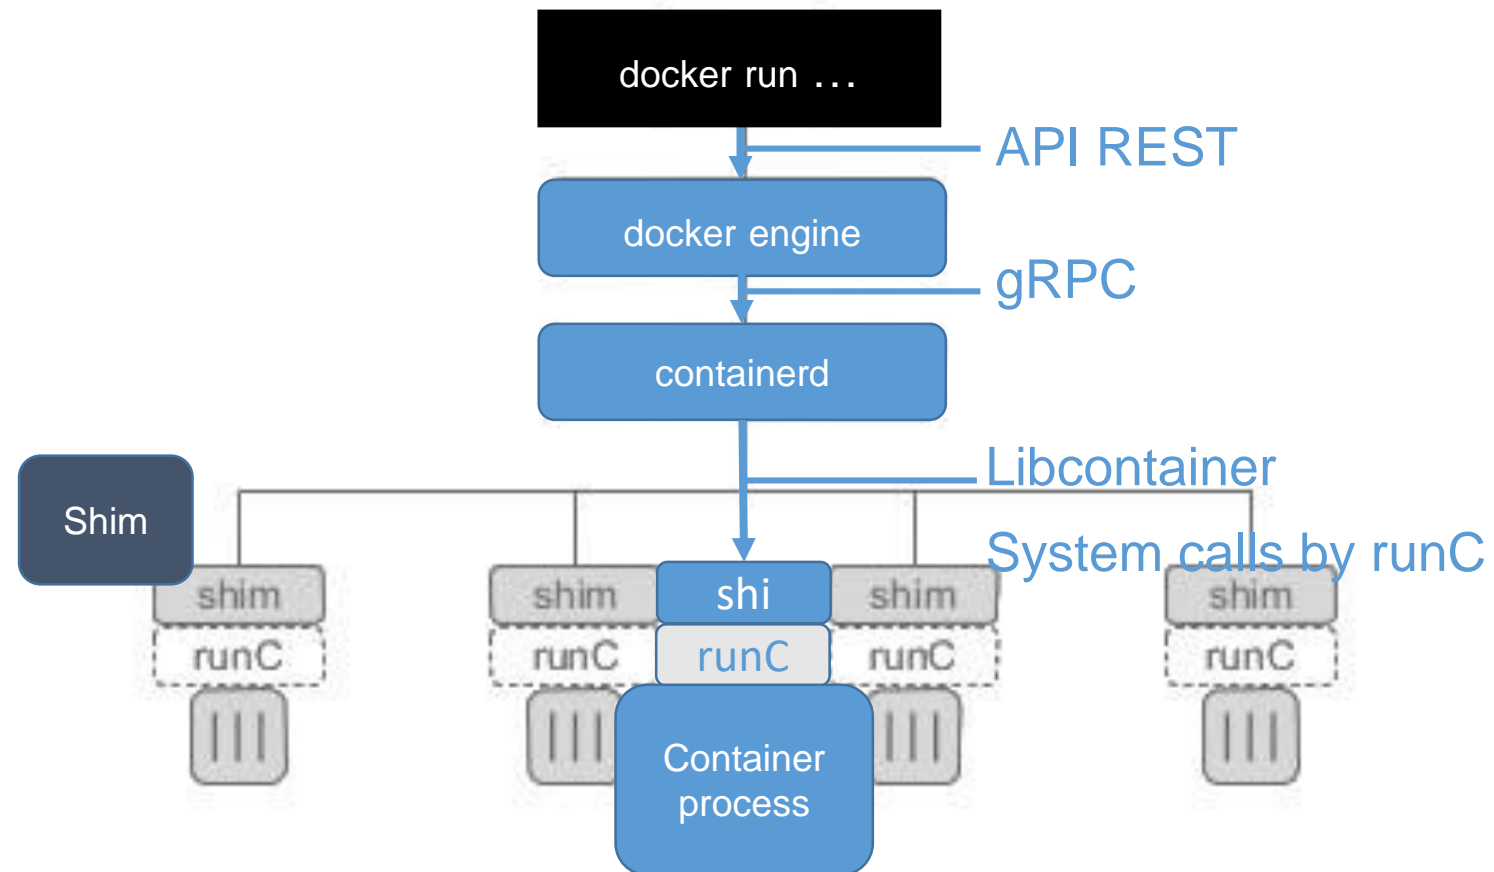 docker run ...
API REST
docker engine
gRPC
containerd
Libcontainer
Shim
System calls by runC
shim
shim
shi
shim
shim
runC
runC
runC
runC
runC
Container
process